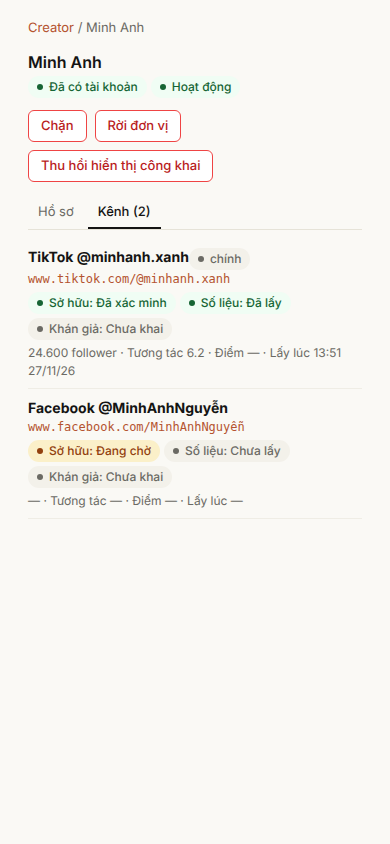 Creator / Minh Anh
Minh Anh
Đã có tài khoản Hoạt động
Chặn Rời đơn vị
Thu hồi hiển thị công khai
Hồ sơ Kênh (2)
TikTok @minhanh.xanh chính
www.tiktok.com/@minhanh.xanh
Sở hữu: Đã xác minh Số liệu: Đã lấy
Khán giả: Chưa khai
24.600 follower · Tương tác 6.2 · Điểm — · Lấy lúc 13:51
27/11/26
Facebook @MinhAnhNguyễn
www.facebook.com/MinhAnhNguyễn
Sở hữu: Đang chờ Số liệu: Chưa lấy
Khán giả: Chưa khai
— · Tương tác — · Điểm — · Lấy lúc —